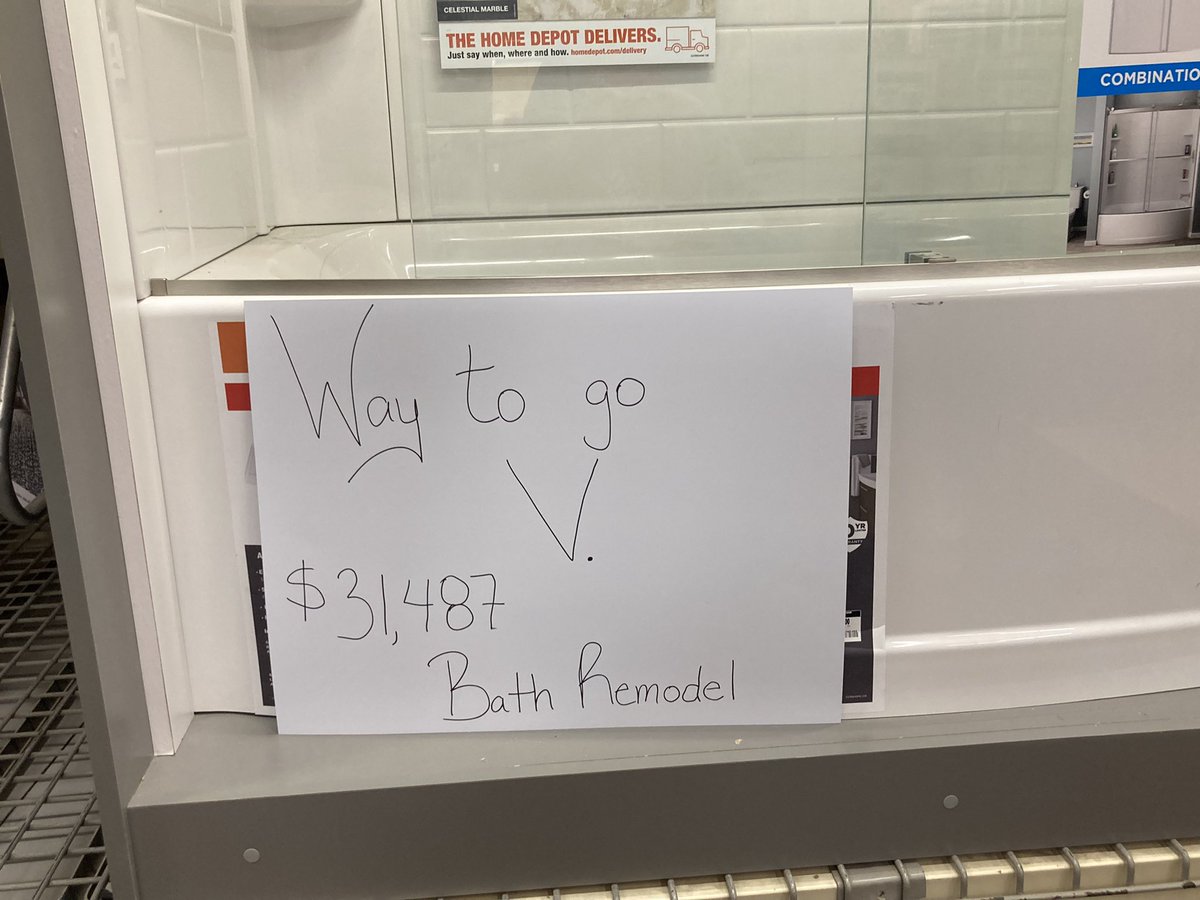 CELESTIAL MARBLE
THE HOME DEPOT DELIVERS.
Just say when, where and how. homedepot.com/delivery
COMBINATIO
Way to go
V.
$31,487
Bath Remodel
YR